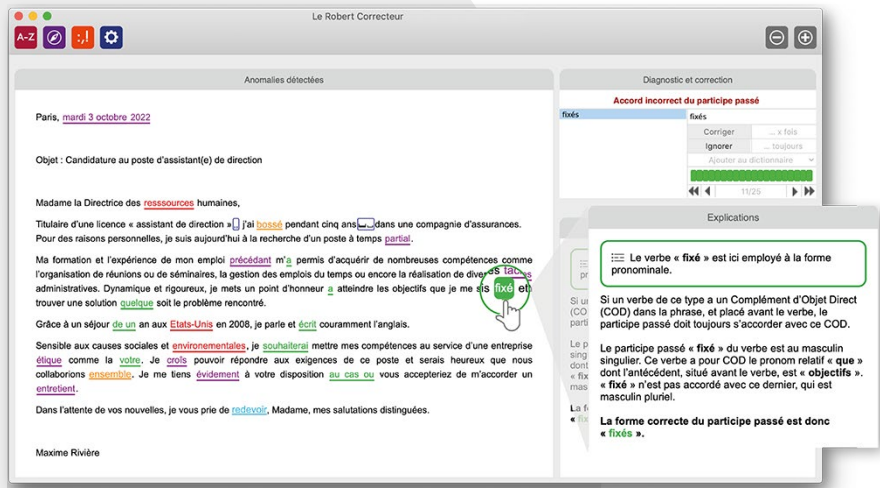 Le Robert Correcteur
A-Z
:,!
Anomalies détectées
Paris, mardi 3 octobre 2022
Objet : Candidature au poste d'assistant(e) de direction
Madame la Directrice des resssources humaines,
Titulaire d'une licence « assistant de direction » j'ai bossé pendant cinq ans dans une compagnie d'assurances.
Pour des raisons personnelles, je suis aujourd'hui à la recherche d'un poste à temps partial.
Ma formation et l'expérience de mon emploi précédant m'a permis d'acquérir de nombreuses compétences comme
l'organisation de réunions ou de séminaires, la gestion des emplois du temps ou encore la réalisation de diverses taches
administratives. Dynamique et rigoureux, je mets un point d'honneur a atteindre les objectifs que je me sis fixé et
trouver une solution quelque soit le problème rencontré.
Grâce à un séjour de un an aux Etats-Unis en 2008, je parle et écrit couramment l'anglais.
Sensible aux causes sociales et environementales, je souhaiterai mettre mes compétences au service d'une entreprise
étique comme la votre. Je croîs pouvoir répondre aux exigences de ce poste et serais heureux que nous
collaborions ensemble. Je me tiens évidement à votre disposition au cas ou vous accepteriez de m'accorder un
entretient.
Dans l'attente de vos nouvelles, je vous prie de redevoir, Madame, mes salutations distinguées.
Maxime Rivière
Diagnostic et correction
Accord incorrect du participe passé
fixés
fixés
Corriger
... x fois
Ignorer
... toujours
Ajouter au dictionnaire
11/25
Explications
Le verbe « fixé » est ici employé à la forme
pronominale.
Si un verbe de ce type a un Complément d'Objet Direct
(COD) dans la phrase, et placé avant le verbe, le
participe passé doit toujours s'accorder avec ce COD.
Le participe passé « fixé » du verbe est au masculin
singulier. Ce verbe a pour COD le pronom relatif « que »
dont l'antécédent, situé avant le verbe, est « objectifs ».
« fixé » n'est pas accordé avec ce dernier, qui est
masculin pluriel.
La forme correcte du participe passé est donc
« fixés ».